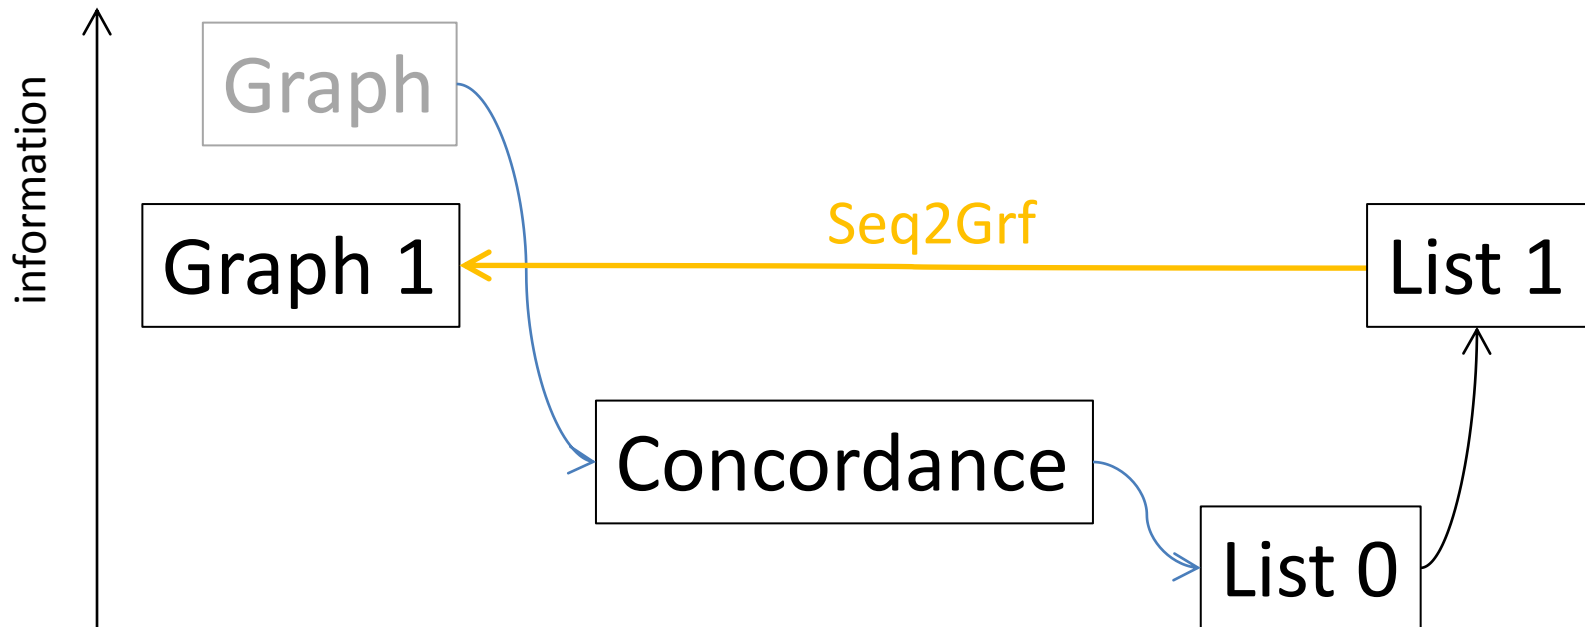 information
Graph
Seq2Grf
Graph 1
List 1
Concordance
List 0